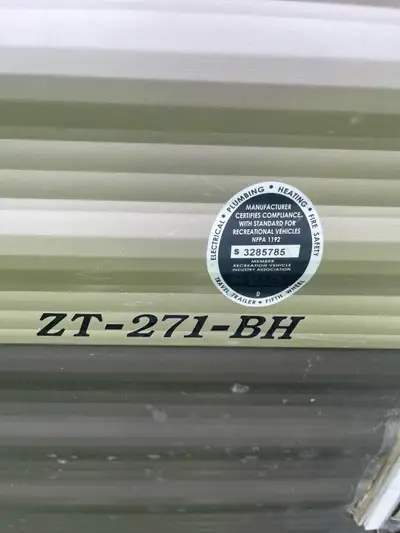 ELECTRICAL • PLUMBING • HEATING • FIRE SAFETY
MANUFACTURER
CERTIFIES COMPLIANCE
WITH STANDARD FOR
RECREATIONAL VEHICLES
NFPA 1192
S 3285785
MEMBER
RECREATION VEHICLE
INDUSTRY ASSOCIATION
D
TRAVEL TRAILER • FIFTH WHEEL
ZT-271-BH